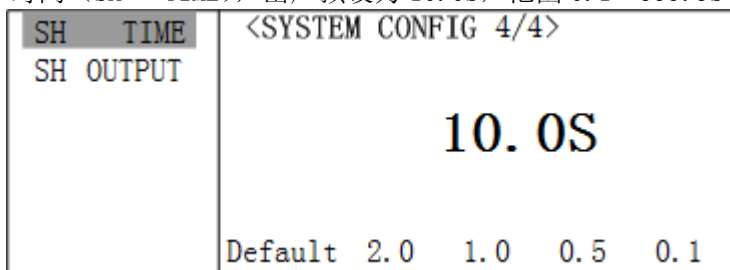 SH TIME
SH OUTPUT
<SYSTEM CONFIG 4/4>
10.0S
Default 2.0 1.0 0.5 0.1